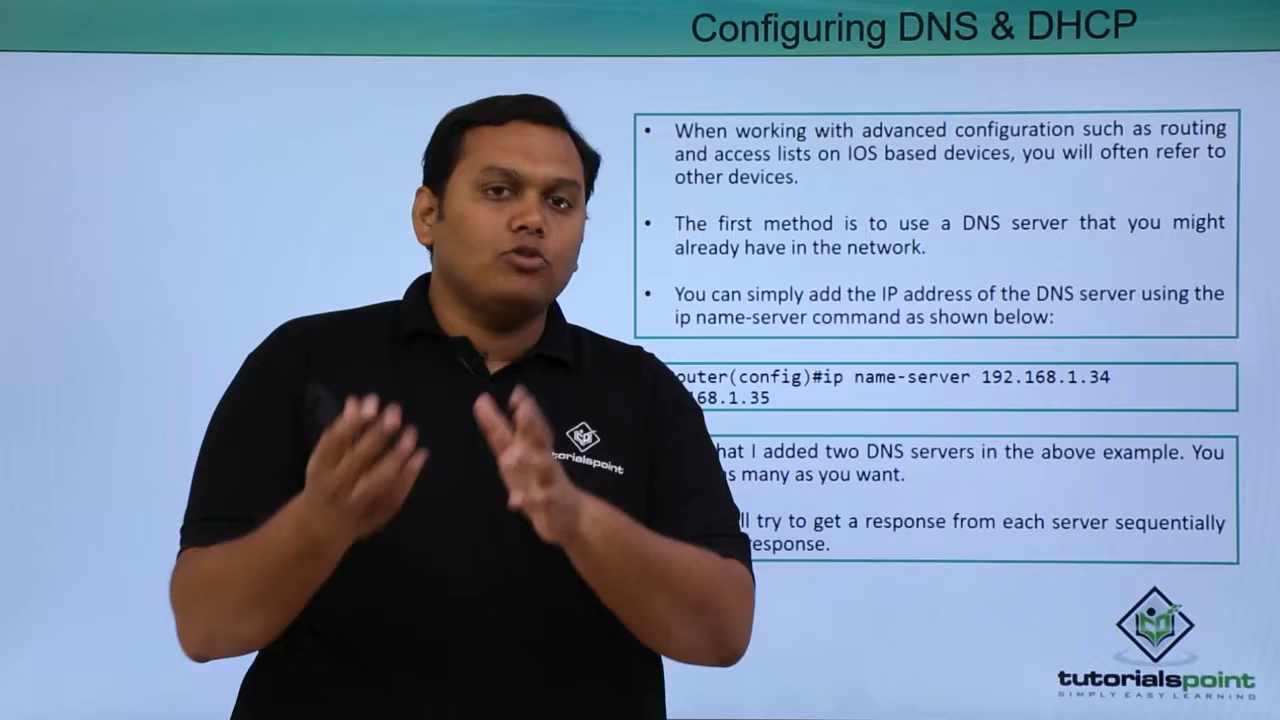 Configuring DNS & DHCP
• When working with advanced configuration such as routing
and access lists on IOS based devices, you will often refer to
other devices.
• The first method is to use a DNS server that you might
already have in the network.
• You can simply add the IP address of the DNS server using the
ip name-server command as shown below:
outer(config)#ip name-server 192.168.1.34
68.1.35
hat I added two DNS servers in the above example. You
s many as you want.
ll try to get a response from each server sequentially
esponse.
torialspoint
tutorialspoint
SIMPLY EASY LEARNING